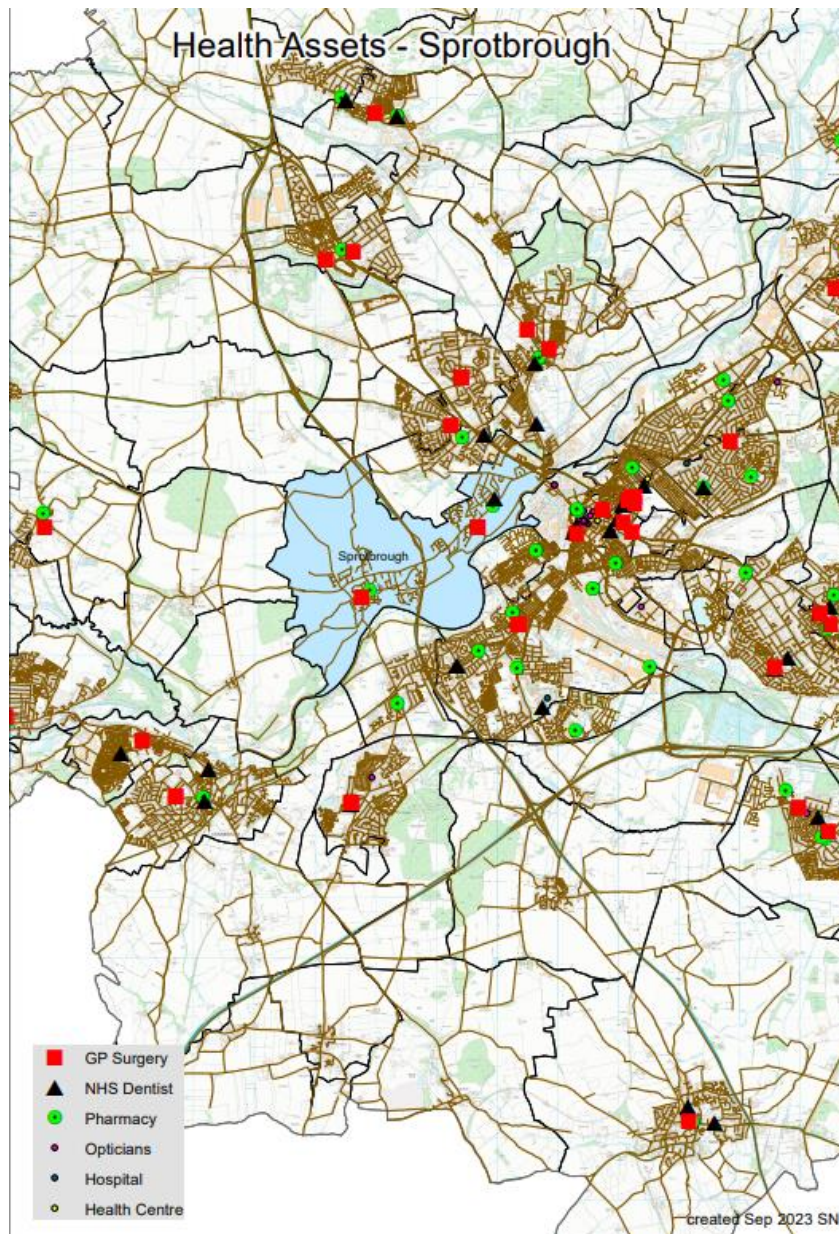 Health Assets - Sprotbrough
Sprotbrough
GP Surgery
NHS Dentist
Pharmacy
Opticians
Hospital
Health Centre
created Sep 2023 SN